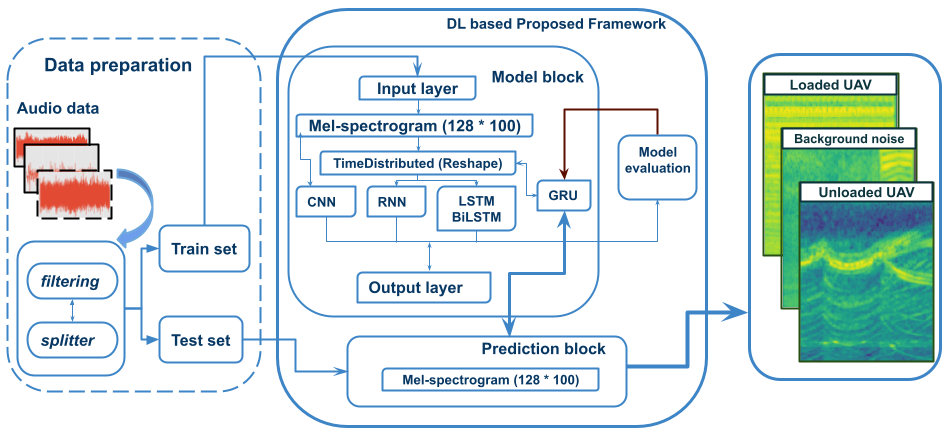 DL based Proposed Framework
Data preparation
Audio data
filtering
splitter
Train set
Test set
Model block
Input layer
Mel-spectrogram (128 * 100)
TimeDistributed (Reshape)
CNN
RNN
LSTM
BiLSTM
GRU
Model
evaluation
Output layer
Prediction block
Mel-spectrogram (128 * 100)
Loaded UAV
Background noise
Unloaded UAV